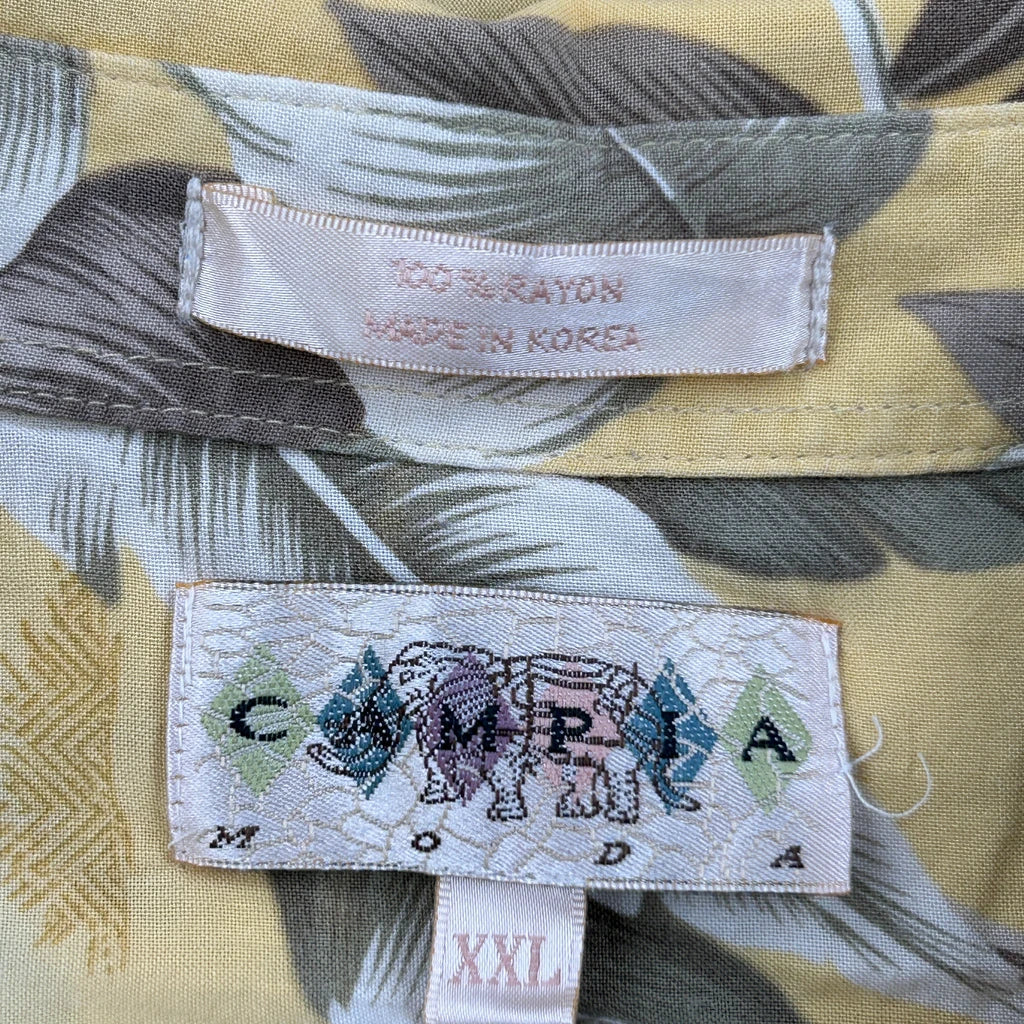 100% RAYON
MADE IN KOREA
CAMPIA
MODA
XXL